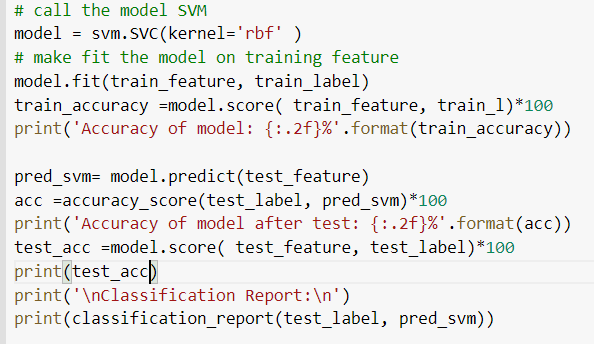 # call the model SVM
model = svm.SVC(kernel='rbf' )
# make fit the model on training feature
model.fit(train_feature, train_label)
train_accuracy =model.score( train_feature, train_l)*100
print('Accuracy of model: {:.2f}%'.format(train_accuracy))
pred_svm= model.predict(test_feature)
acc =accuracy_score(test_label, pred_svm)*100
print('Accuracy of model after test: {:.2f}%'.format(acc))
test_acc =model.score( test_feature, test_label)*100
print(test_acc)
print('\nClassification Report:\n')
print(classification_report(test_label, pred_svm))